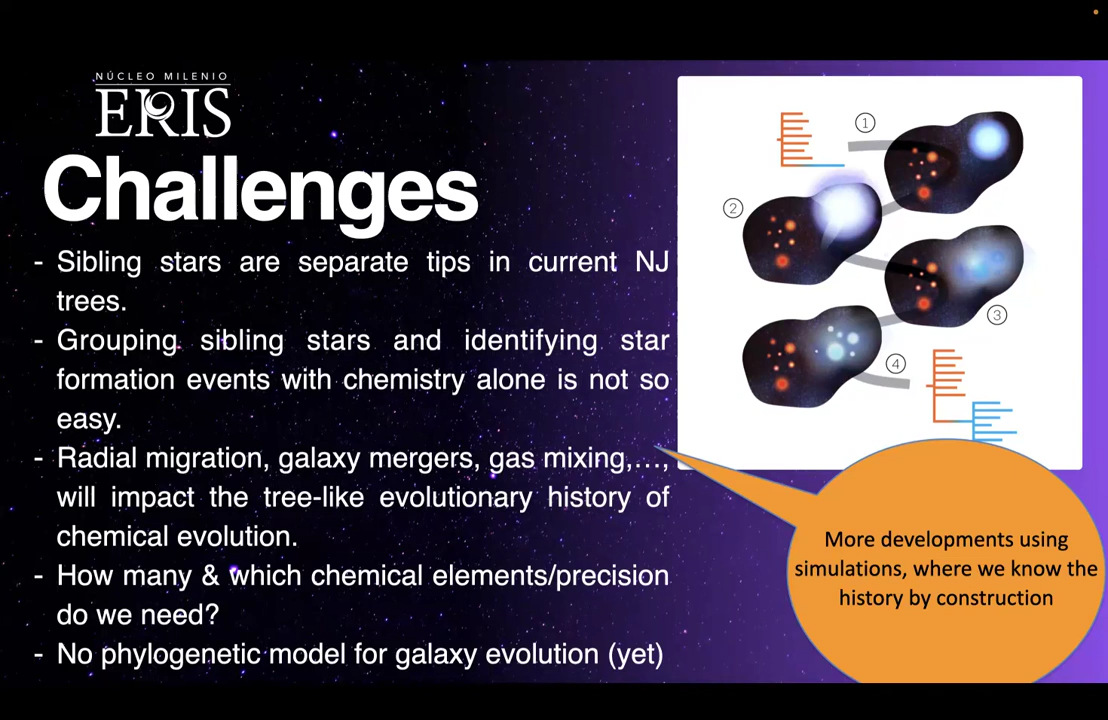 NÚCLEO MILENIO
ERIS
Challenges
- Sibling stars are separate tips in current NJ
trees.
- Grouping sibling stars and identifying star
formation events with chemistry alone is not so
easy.
- Radial migration, galaxy mergers, gas mixing,...,
will impact the tree-like evolutionary history of
chemical evolution.
- How many & which chemical elements/precision
do we need?
- No phylogenetic model for galaxy evolution (yet)
1
2
3
4
More developments using
simulations, where we know the
history by construction